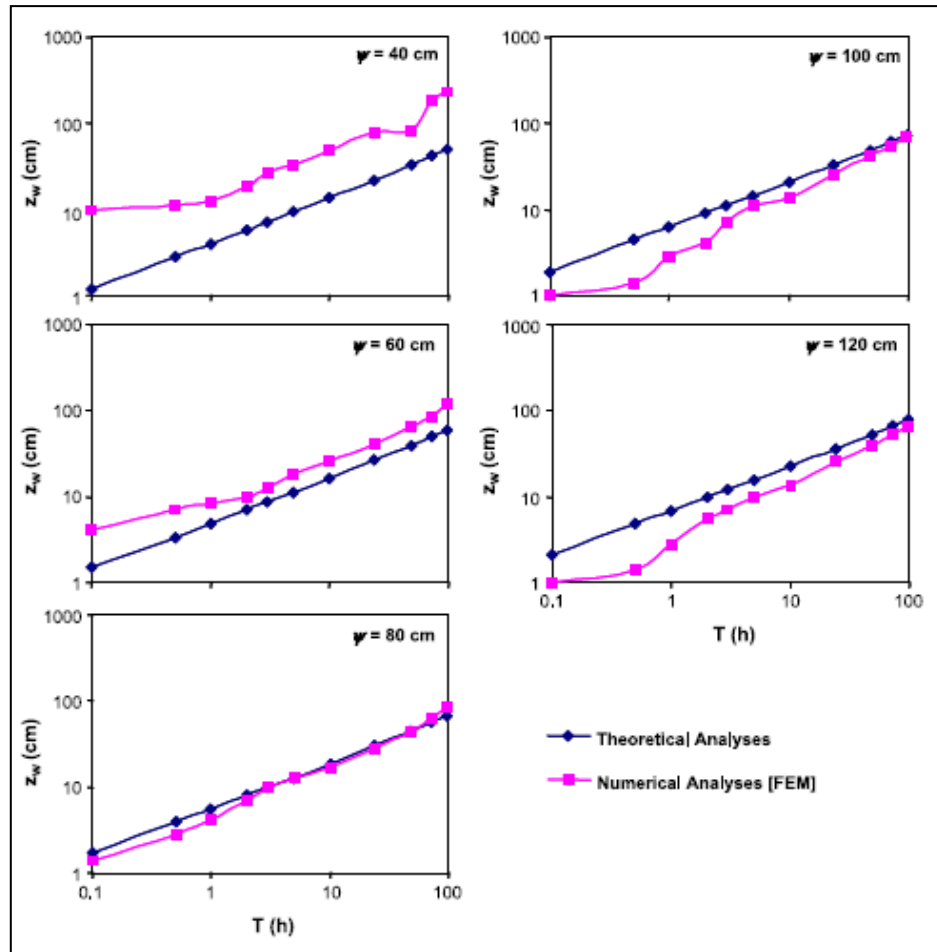 1000
100
10
1
z_w (cm)
ψ = 40 cm
1000
100
10
1
z_w (cm)
ψ = 100 cm
1000
100
10
1
z_w (cm)
ψ = 60 cm
1000
100
10
1
z_w (cm)
ψ = 120 cm
0.1 1 10 100
T (h)
1000
100
10
1
z_w (cm)
ψ = 80 cm
0.1 1 10 100
T (h)
Theoretical Analyses
Numerical Analyses [FEM]